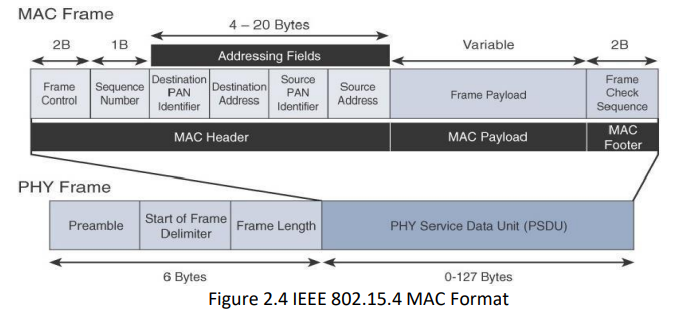 MAC Frame
4 – 20 Bytes
2B
1B
Addressing Fields
Variable
2B
Frame
Control
Sequence
Number
Destination
PAN
Identifier
Destination
Address
Source
PAN
Identifier
Source
Address
Frame Payload
Frame
Check
Sequence
MAC Header
MAC Payload
MAC
Footer
PHY Frame
Preamble
Start of Frame
Delimiter
Frame Length
PHY Service Data Unit (PSDU)
6 Bytes
0-127 Bytes
Figure 2.4 IEEE 802.15.4 MAC Format